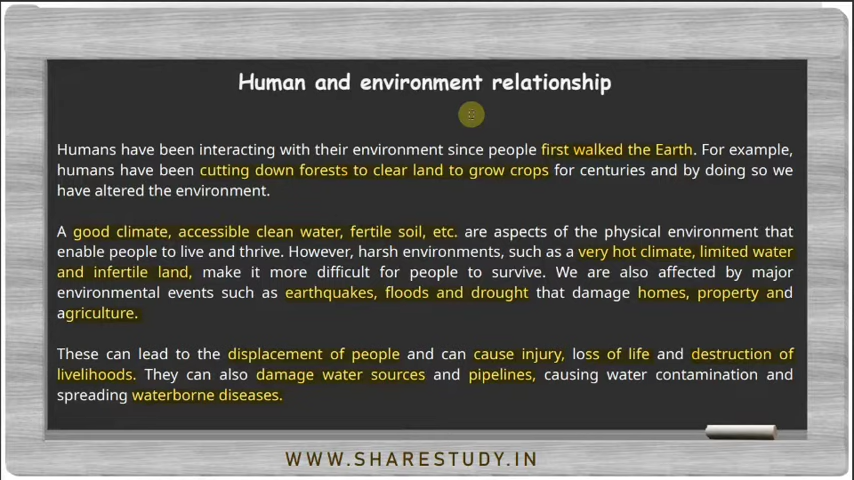 Human and environment relationship
Humans have been interacting with their environment since people first walked the Earth. For example,
humans have been cutting down forests to clear land to grow crops for centuries and by doing so we
have altered the environment.
A good climate, accessible clean water, fertile soil, etc. are aspects of the physical environment that
enable people to live and thrive. However, harsh environments, such as a very hot climate, limited water
and infertile land, make it more difficult for people to survive. We are also affected by major
environmental events such as earthquakes, floods and drought that damage homes, property and
agriculture.
These can lead to the displacement of people and can cause injury, loss of life and destruction of
livelihoods. They can also damage water sources and pipelines, causing water contamination and
spreading waterborne diseases.
WWW.SHARESTUDY.IN